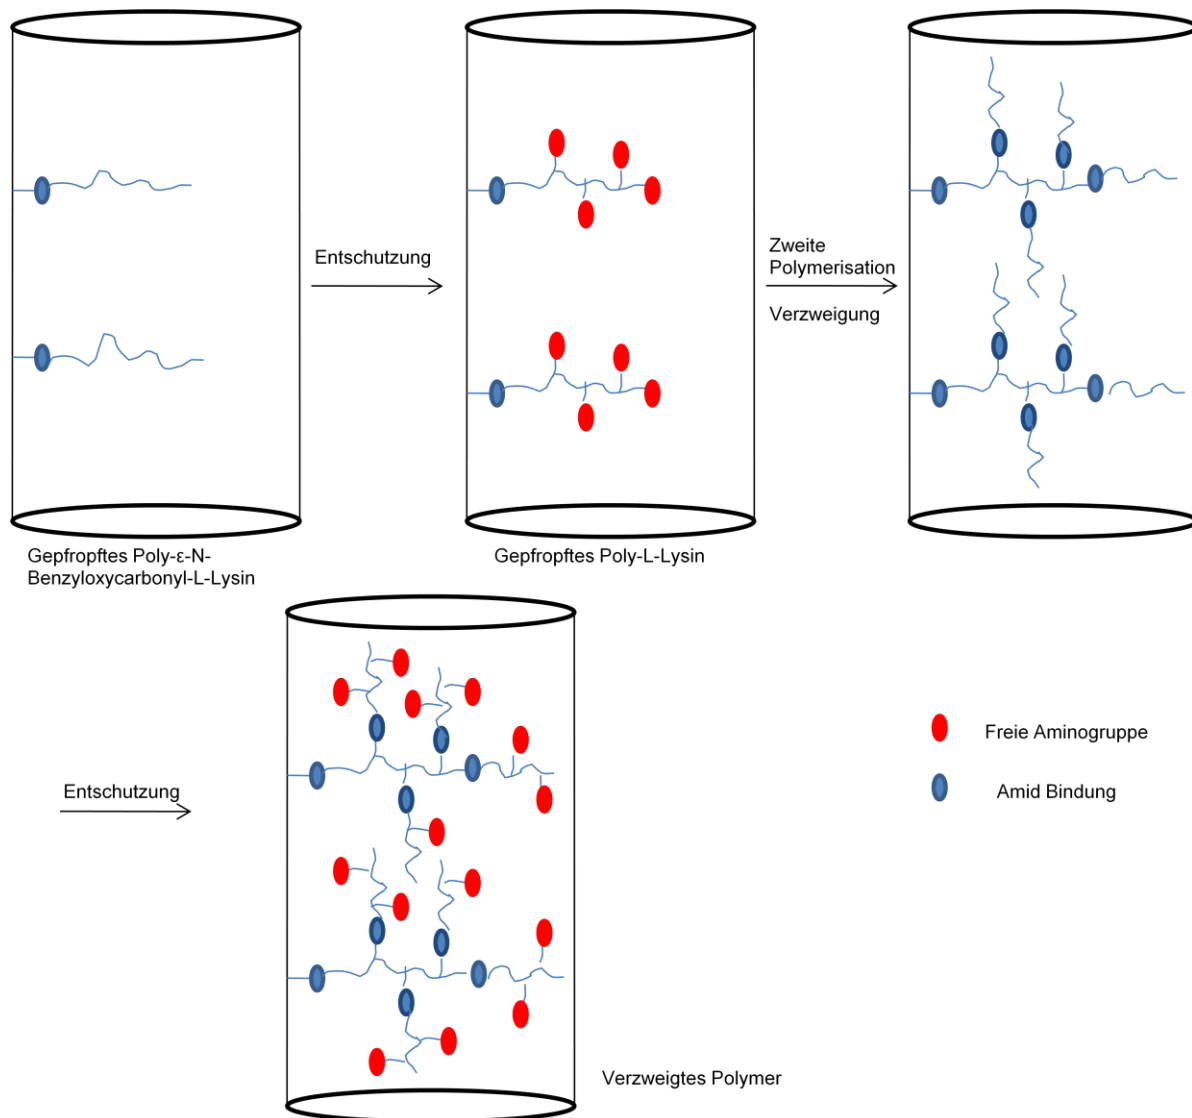 Entschutzung
Zweite
Polymerisation
Verzweigung
Gepfropftes Poly-ε-N-
Benzyloxycarbonyl-L-Lysin
Gepfropftes Poly-L-Lysin
Entschutzung
Freie Aminogruppe
Amid Bindung
Verzweigtes Polymer